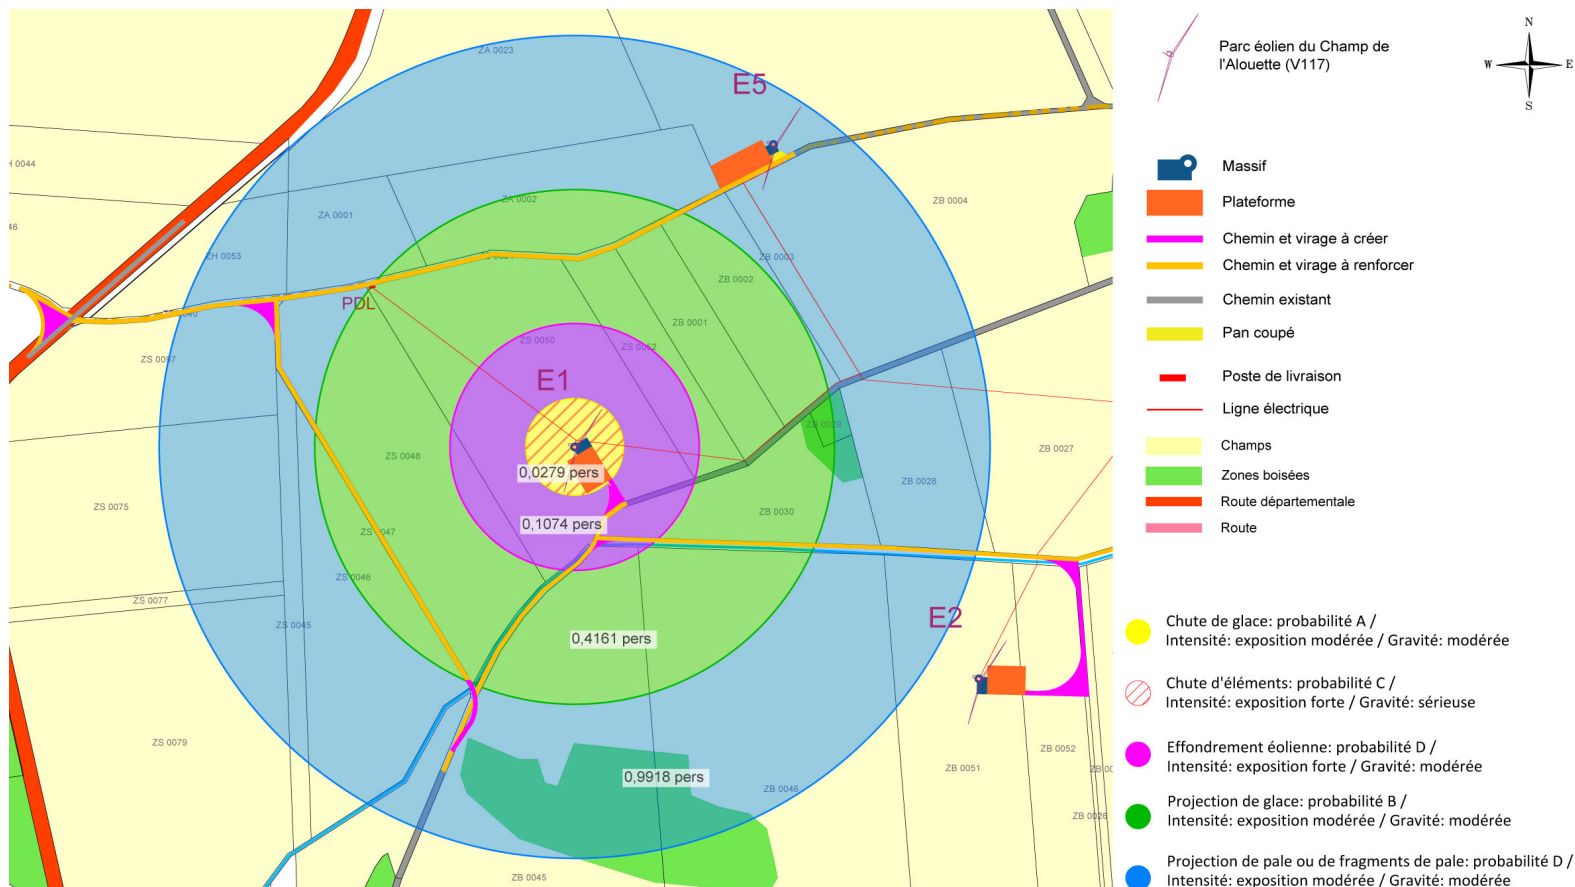 ZA 0023
E5
H 0044
ZB 0004
ZA 0002
ZA 0001
46
ZH 0053
ZB 0003
ZB 0002
PDL
ZB 0001
ZS 0050
ZS 0052
ZS 0097
E1
ZB 0029
ZS 0048
ZB 0027
0,0279 pers
ZB 0028
ZS 0075
ZB 0030
0,1074 pers
ZS 0047
ZS 0046
ZS 0077
E2
ZS 0045
0,4161 pers
ZS 0079
ZB 0052
ZB 0051
0,9918 pers
ZB 0046
ZB 0026
ZB 0045
Parc éolien du Champ de
l'Alouette (V117)
N
W
E
S
Massif
Plateforme
Chemin et virage à créer
Chemin et virage à renforcer
Chemin existant
Pan coupé
Poste de livraison
Ligne électrique
Champs
Zones boisées
Route départementale
Route
Chute de glace: probabilité A /
Intensité: exposition modérée / Gravité: modérée
Chute d'éléments: probabilité C /
Intensité: exposition forte / Gravité: sérieuse
Effondrement éolienne: probabilité D /
Intensité: exposition forte / Gravité: modérée
Projection de glace: probabilité B /
Intensité: exposition modérée / Gravité: modérée
Projection de pale ou de fragments de pale: probabilité D /
Intensité: exposition modérée / Gravité: modérée